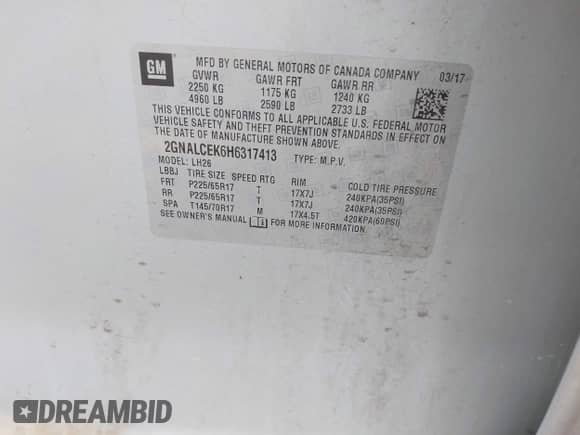 GM
MFD BY GENERAL MOTORS OF CANADA COMPANY 03/17
GVWR GAWR FRT GAWR RR
2250 KG 1175 KG 1240 KG
4960 LB 2590 LB 2733 LB
THIS VEHICLE CONFORMS TO ALL APPLICABLE U.S. FEDERAL MOTOR
VEHICLE SAFETY AND THEFT PREVENTION STANDARDS IN EFFECT ON
THE DATE OF MANUFACTURE SHOWN ABOVE.
2GNALCEK6H6317413 TYPE: M.P.V.
MODEL: LH26
LBBJ TIRE SIZE SPEED RTG RIM COLD TIRE PRESSURE
FRT P225/65R17 T 17X7J 240KPA(35PSI)
RR P225/65R17 T 17X7J 240KPA(35PSI)
SPA T145/70R17 M 17X4.5T 420KPA(60PSI)
SEE OWNER'S MANUAL FOR MORE INFORMATION.
DREAMBID